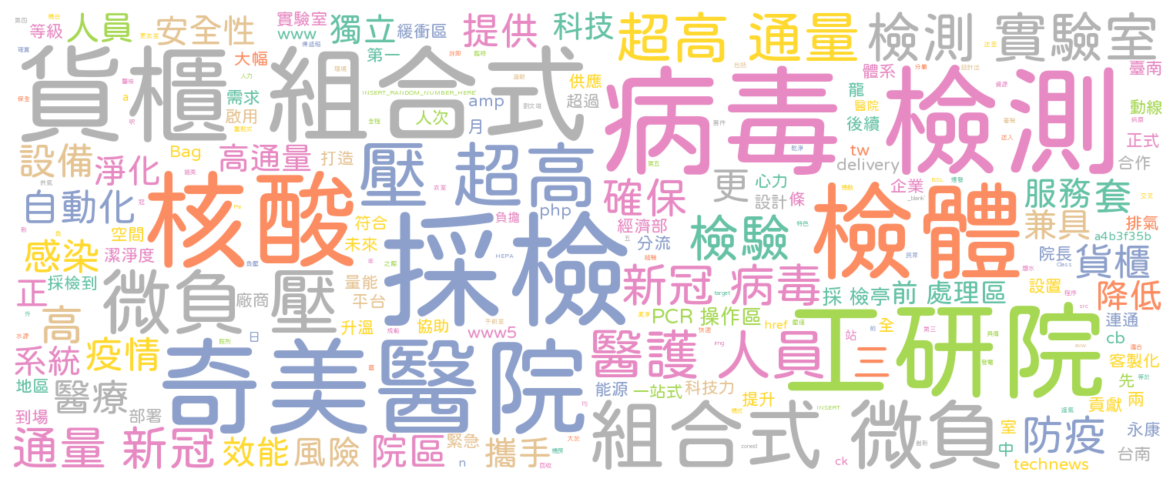 等級 人員 安全性 實驗室 www 獨立 緩衝區 提供 科技 超高 通量 檢測 實驗室
大幅 第一
貨櫃 組合式 病毒 檢測
供應 超過 體系 臺南
需求 啟用 a amp 月 人次 INSERT_RANDOM_NUMBER_HERE 龍 醫院 後續 動線
設備 淨化 Bag 高通量 打造 壓 超高 tw 正式
delivery 合作
自動化 核酸 符合 負擔 php 確保 更 心力 設計 條 企業 服務套
感染 空間 未來 採檢 經濟部 分流 檢驗 檢體 兼具 排氣
潔淨度 HEPA a4b3f35b
採檢到 量能 院長 Class 貨櫃
正 微負 壓 廠商 平台 新冠 病毒 採 檢亭 前 處理區 設置 降低
高 日 升溫 協助 www5 PCR 操作區 href 全 站 連通
系統 疫情 奇美醫院 醫護 人員 工研院 三 cb 客製化
地區 醫療 能源 一站式 科技力 先 兩
到場 部署 提升 貢獻
組合式 微負 INSERT 室 防疫 永康
通量 新冠 效能 風險 院區 緊急 n 攜手 ck 中 technews 台南